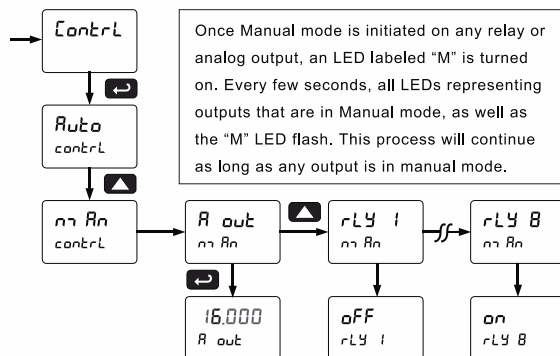 ContrL
Once Manual mode is initiated on any relay or
analog output, an LED labeled “M” is turned
on. Every few seconds, all LEDs representing
outputs that are in Manual mode, as well as
the “M” LED flash. This process will continue
as long as any output is in manual mode.
Auto
contrL
mAn
contrL
A out
mAn
rLY 1
mAn
rLY 8
mAn
16.000
A out
oFF
rLY 1
on
rLY 8